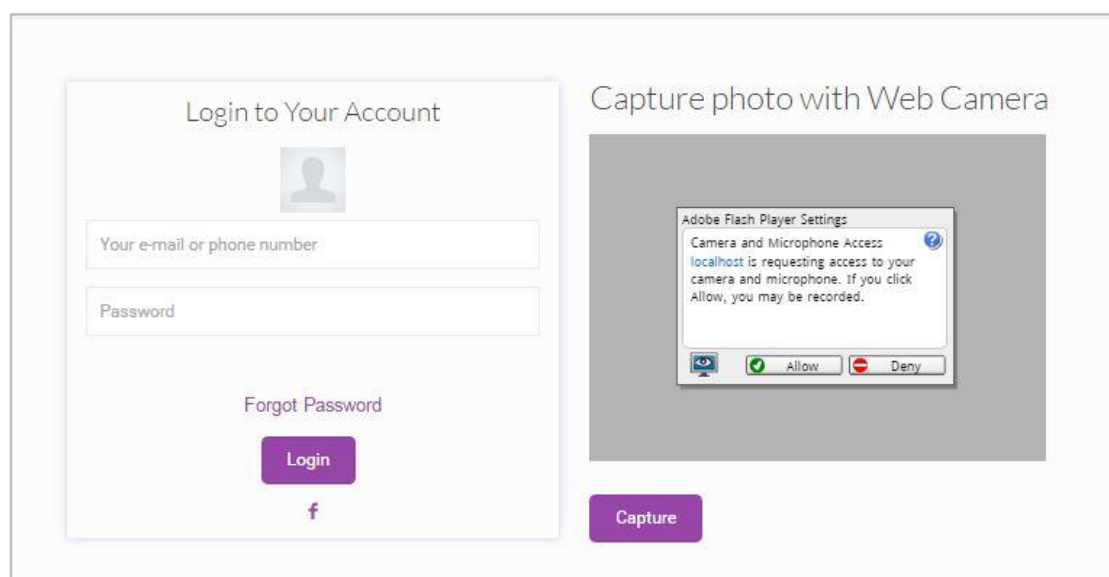 Login to Your Account
Your e-mail or phone number
Password
Forgot Password
Login
f
Capture photo with Web Camera
Adobe Flash Player Settings
Camera and Microphone Access
localhost is requesting access to your
camera and microphone. If you click
Allow, you may be recorded.
Allow
Deny
Capture